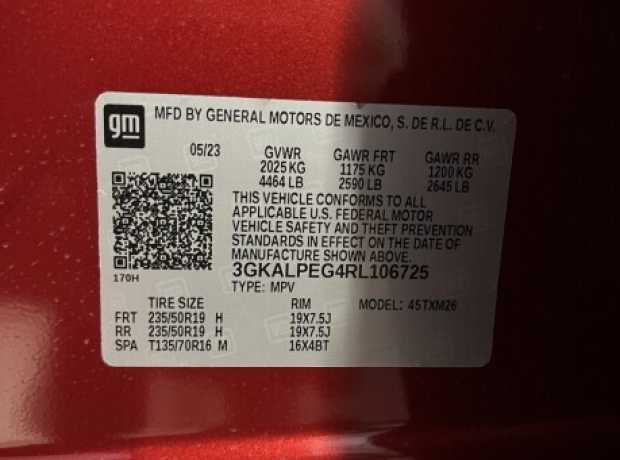 gm MFD BY GENERAL MOTORS DE MEXICO, S. DE R.L. DE C.V.
05/23 GVWR GAWR FRT GAWR RR
2025 KG 1175 KG 1200 KG
4464 LB 2590 LB 2645 LB
THIS VEHICLE CONFORMS TO ALL
APPLICABLE U.S. FEDERAL MOTOR
VEHICLE SAFETY AND THEFT PREVENTION
STANDARDS IN EFFECT ON THE DATE OF
MANUFACTURE SHOWN ABOVE.
170H 3GKALPEG4RL106725
TYPE: MPV
TIRE SIZE RIM MODEL: 45TXM26
FRT 235/50R19 H 19X7.5J
RR 235/50R19 H 19X7.5J
SPA T135/70R16 M 16X4BT